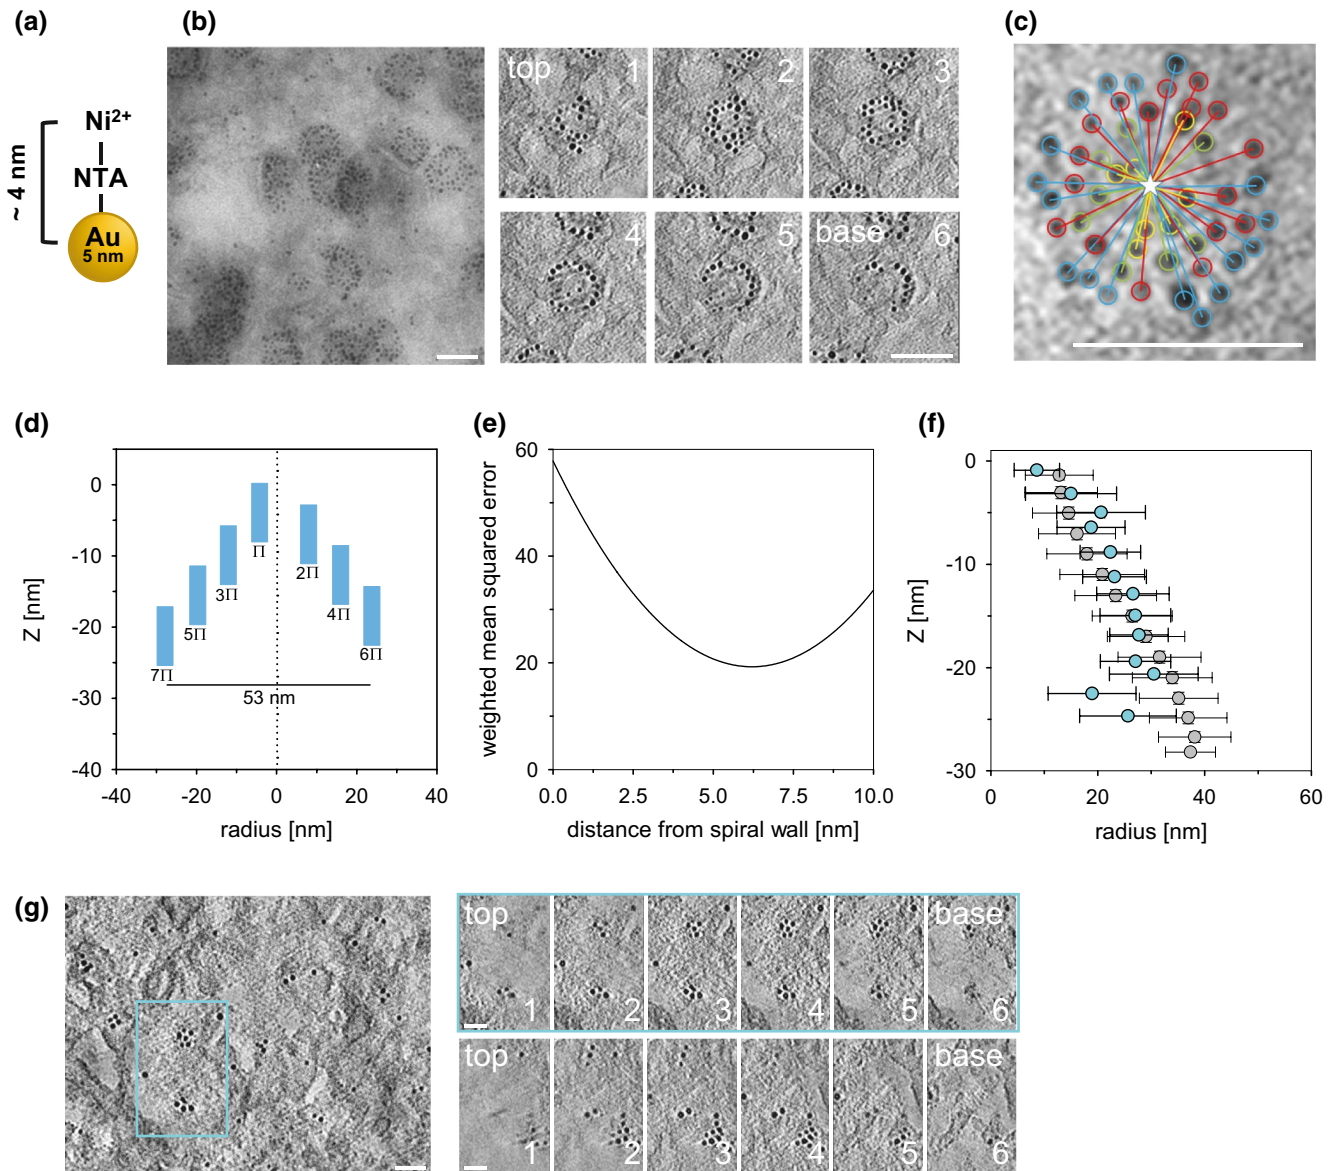 (a)
Ni2+
NTA
Au
5 nm
~ 4 nm
(b)
top 1
2
3
4
5
base 6
(c)
(d)
0
-10
-20
-30
-40
Z [nm]
-40 -20 0 20 40
radius [nm]
Π
2Π
3Π
4Π
5Π
6Π
7Π
53 nm
(e)
60
40
20
0
weighted mean squared error
0.0 2.5 5.0 7.5 10.0
distance from spiral wall [nm]
(f)
0
-10
-20
-30
Z [nm]
0 20 40 60
radius [nm]
(g)
top 1
2
3
4
5
base 6
top 1
2
3
4
5
base 6